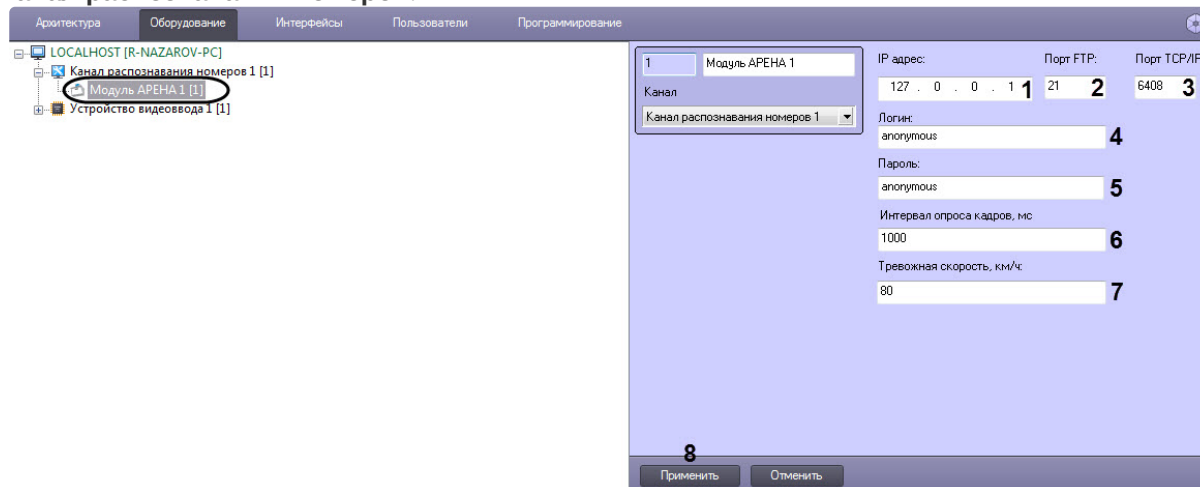 Архитектура Оборудование Интерфейсы Пользователи Программирование
LOCALHOST [R-NAZAROV-PC]
Канал распознавания номеров 1 [1]
Модуль АРЕНА 1 [1]
Устройство видеоввода 1 [1]
1 Модуль АРЕНА 1
Канал
Канал распознавания номеров 1
IP адрес: Порт FTP: Порт TCP/IP
127 . 0 . 0 . 1 1 21 2 6408 3
Логин:
anonymous 4
Пароль:
anonymous 5
Интервал опроса кадров, мс
1000 6
Тревожная скорость, км/ч:
80 7
8
Применить Отменить